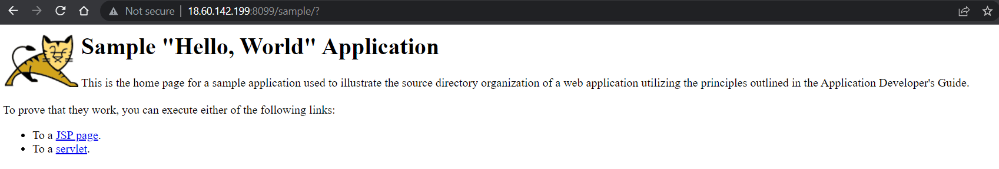 Not secure | 18.60.142.199:8099/sample/?
Sample "Hello, World" Application
This is the home page for a sample application used to illustrate the source directory organization of a web application utilizing the principles outlined in the Application Developer's Guide.
To prove that they work, you can execute either of the following links:
• To a JSP page.
• To a servlet.